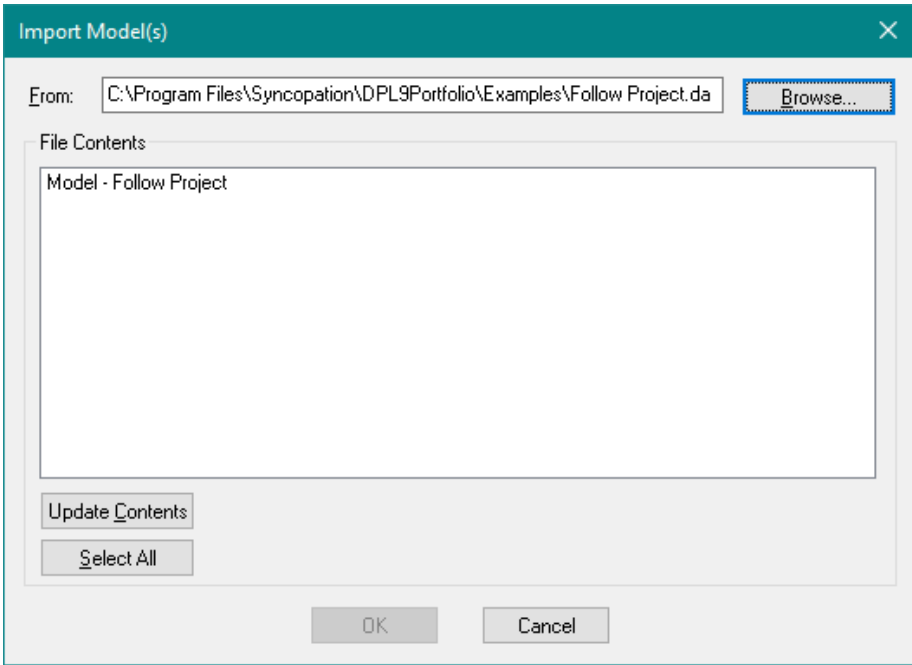 Import Model(s)
From: C:\Program Files\Syncopation\DPL9Portfolio\Examples\Follow Project.da Browse...
File Contents
Model - Follow Project
Update Contents
Select All
OK Cancel